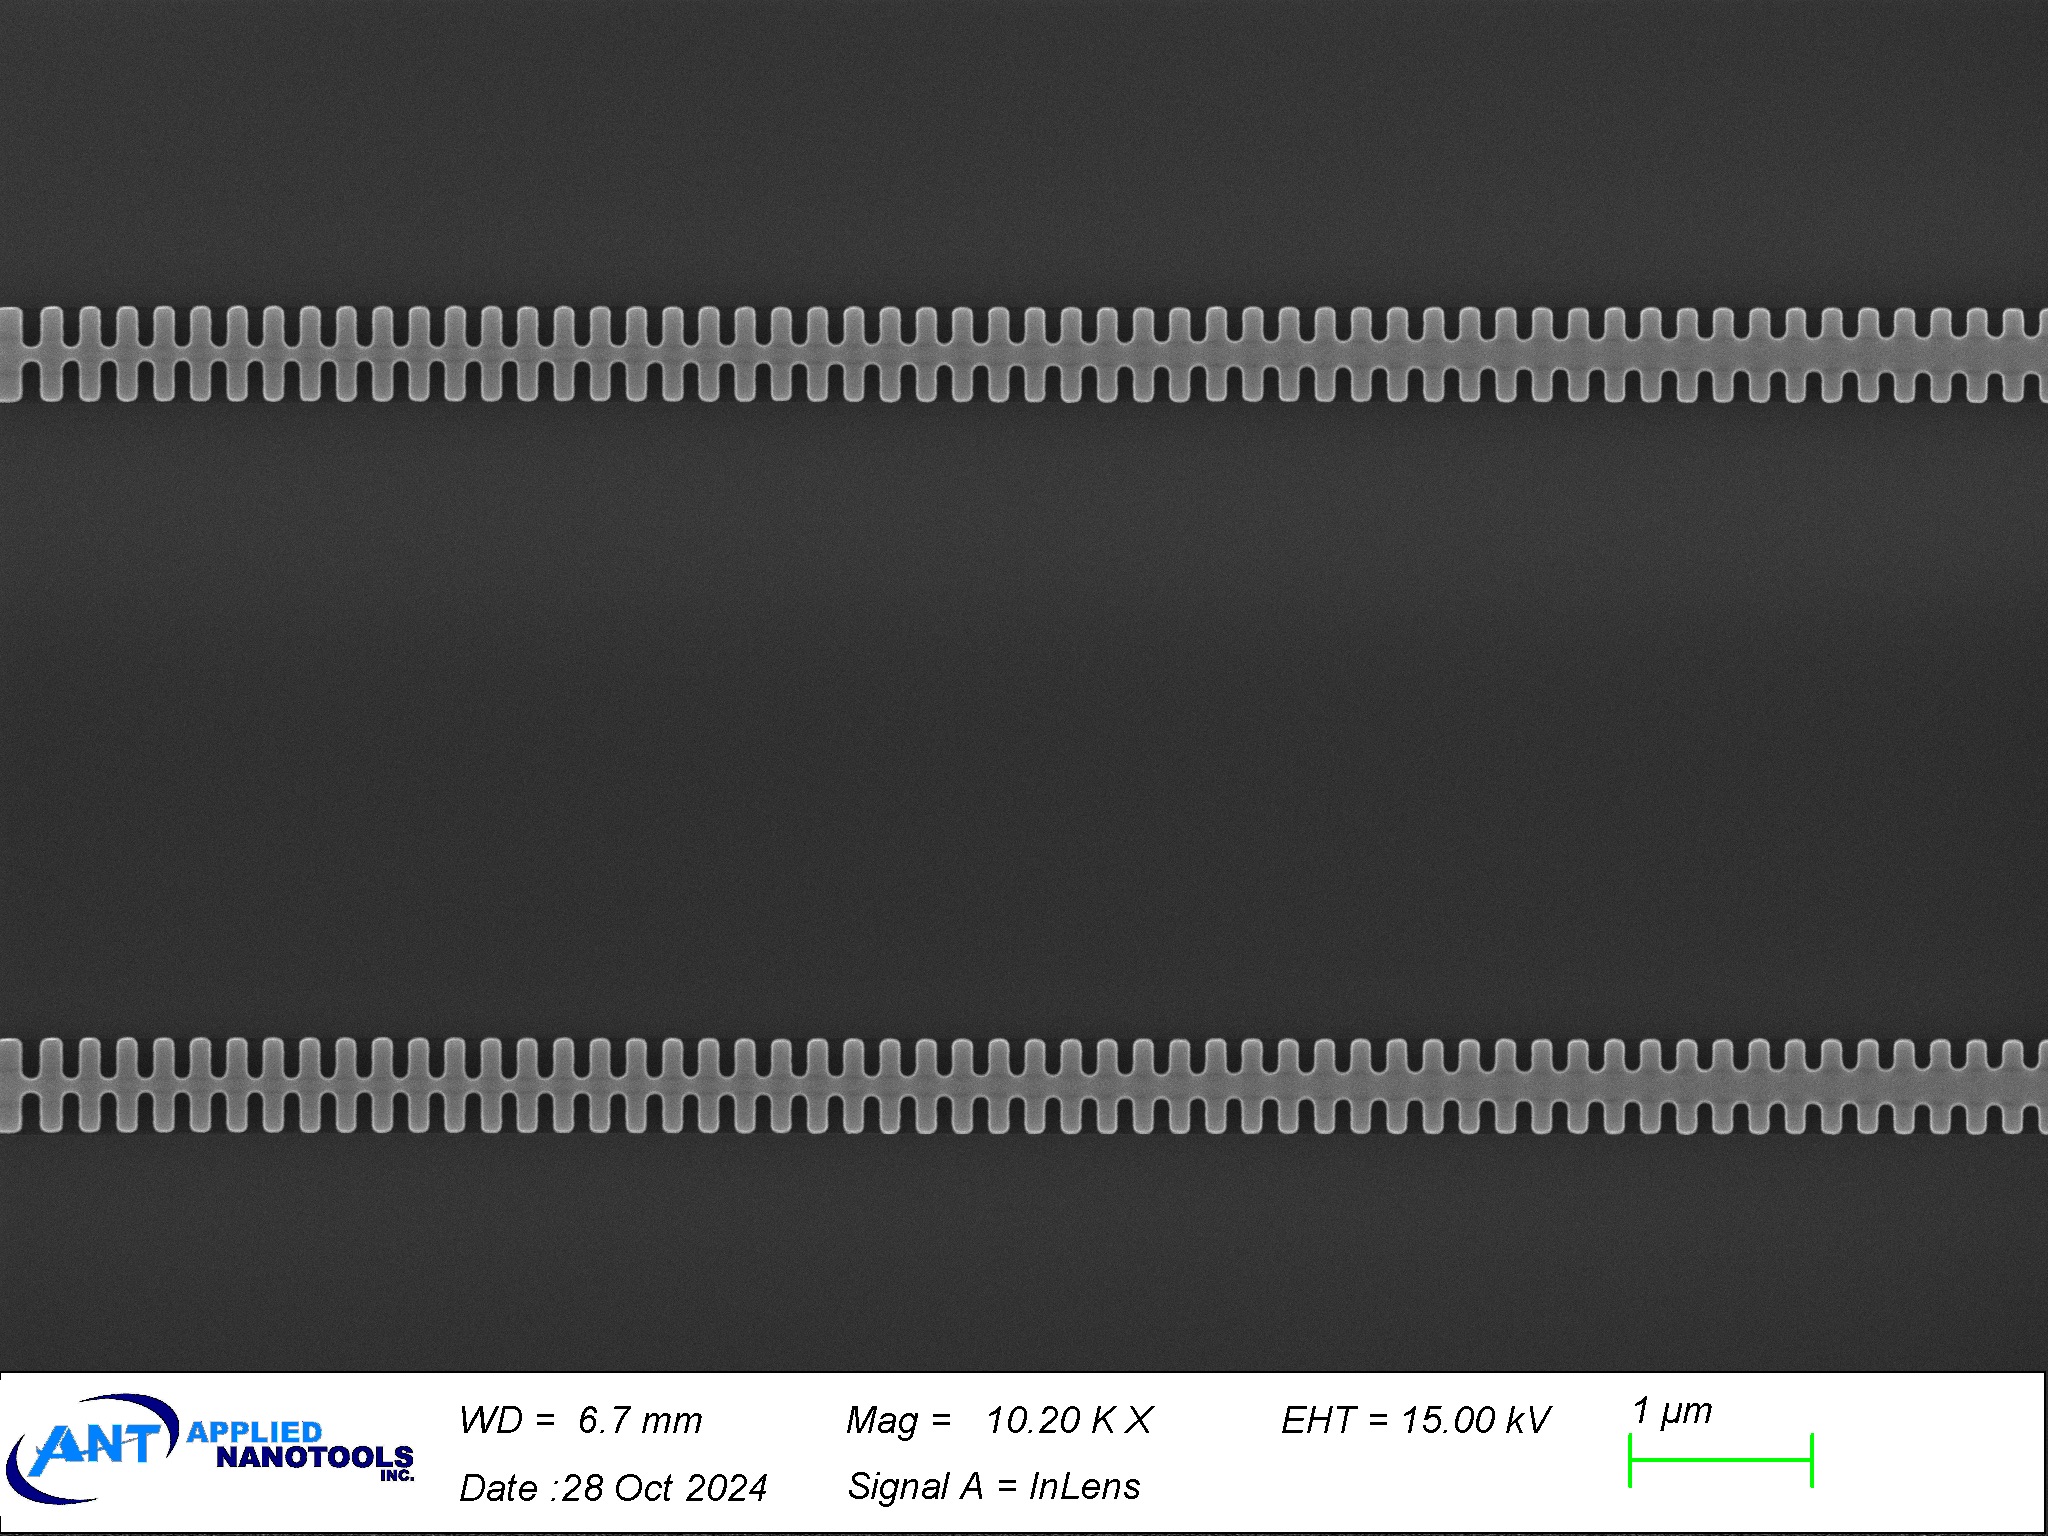 ANT APPLIED
NANOTOOLS
INC.
WD =  6.7 mm
Mag =   10.20 K X
EHT = 15.00 kV
1 µm
Date :28 Oct 2024
Signal A = InLens